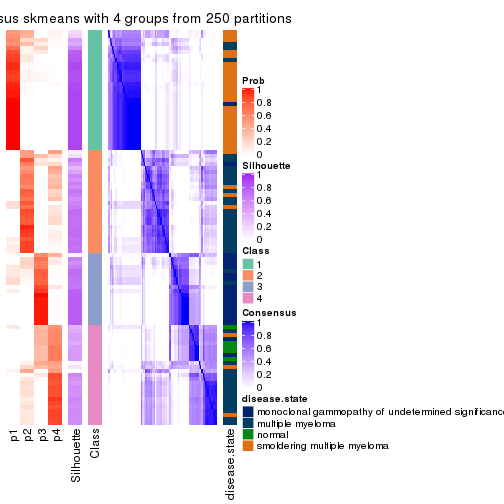 sus skmeans with 4 groups from 250 partitions
Prob
1
0.8
0.6
0.4
0.2
0
Silhouette
1
0.8
0.6
0.4
0.2
0
Class
1
2
3
4
Consensus
1
0.8
0.6
0.4
0.2
0
disease.state
monoclonal gammopathy of undetermined significance
multiple myeloma
normal
smoldering multiple myeloma
p1
p2
p3
p4
Silhouette
Class
disease.state